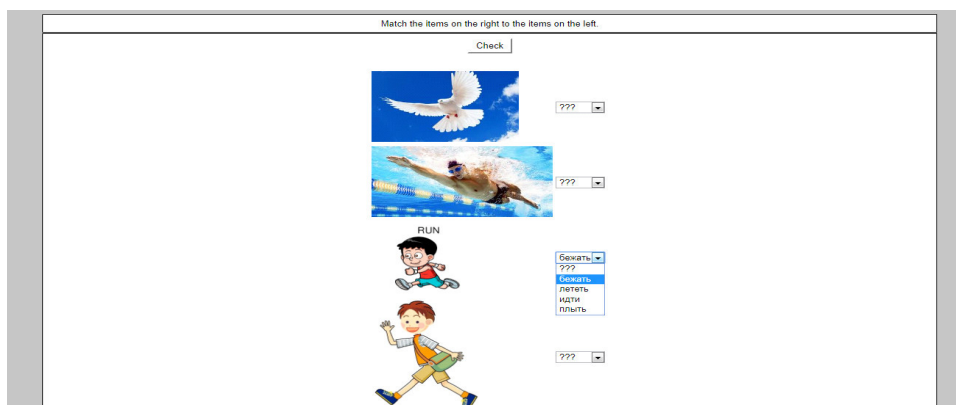 Match the items on the right to the items on the left.
Check
???
???
RUN
бежать
???
бежать
лететь
идти
плыть
???